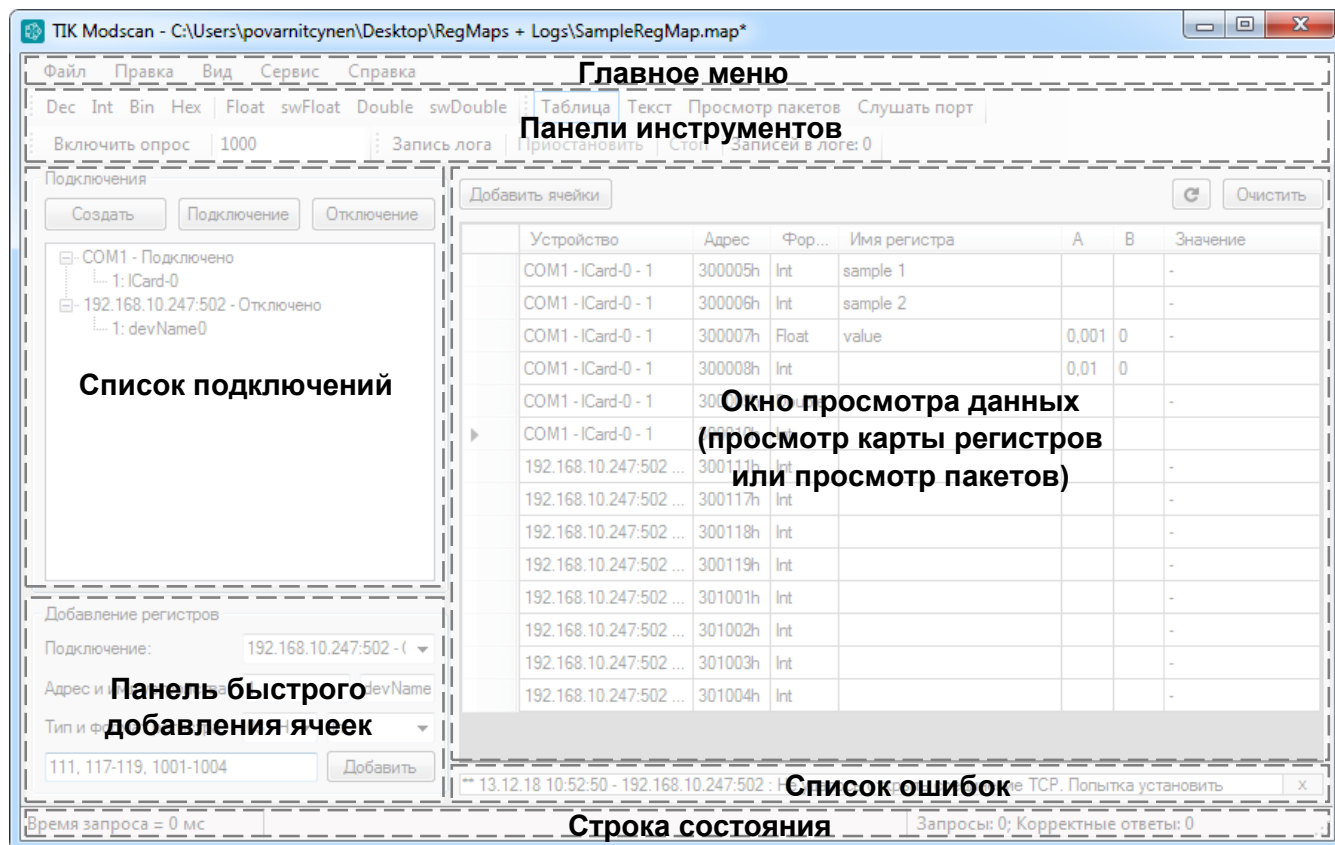 TIK Modscan - C:\Users\povarnitcynen\Desktop\RegMaps + Logs\SampleRegMap.map*
Файл Правка Вид Сервис Справка
Главное меню
Dec Int Bin Hex Float swFloat Double swDouble Таблица Текст Просмотр пакетов Слушать порт
Панели инструментов
Включить опрос 1000 Запись лога Приостановить Стоп Записей в логе: 0
Подключения
Создать Подключение Отключение
COM1 - Подключено
1: ICard-0
192.168.10.247:502 - Отключено
1: devName0
Список подключений
Добавление регистров
Подключение: 192.168.10.247:502 - (
Адрес и devName
Панель быстрого
добавления ячеек
Тип и
111, 117-119, 1001-1004 Добавить
Добавить ячейки Очистить
Устройство Адрес Фор... Имя регистра A B Значение
COM1 - ICard-0 - 1 300005h Int sample 1 -
COM1 - ICard-0 - 1 300006h Int sample 2 -
COM1 - ICard-0 - 1 300007h Float value 0,001 0 -
COM1 - ICard-0 - 1 300008h Int 0,01 0
COM1 - ICard-0 - 1 -
COM1 - ICard-0 - 1 -
Окно просмотра данных
(просмотр карты регистров
или просмотр пакетов)
192.168.10.247:502 ... 300111h Int -
192.168.10.247:502 ... 300117h Int -
192.168.10.247:502 ... 300118h Int -
192.168.10.247:502 ... 300119h Int -
192.168.10.247:502 ... 301001h Int -
192.168.10.247:502 ... 301002h Int -
192.168.10.247:502 ... 301003h Int -
192.168.10.247:502 ... 301004h Int -
** 13.12.18 10:52:50 - 192.168.10.247:502 : TCP. Попытка установить x
Список ошибок
Время запроса = 0 мс Запросы: 0; Корректные ответы: 0
Строка состояния